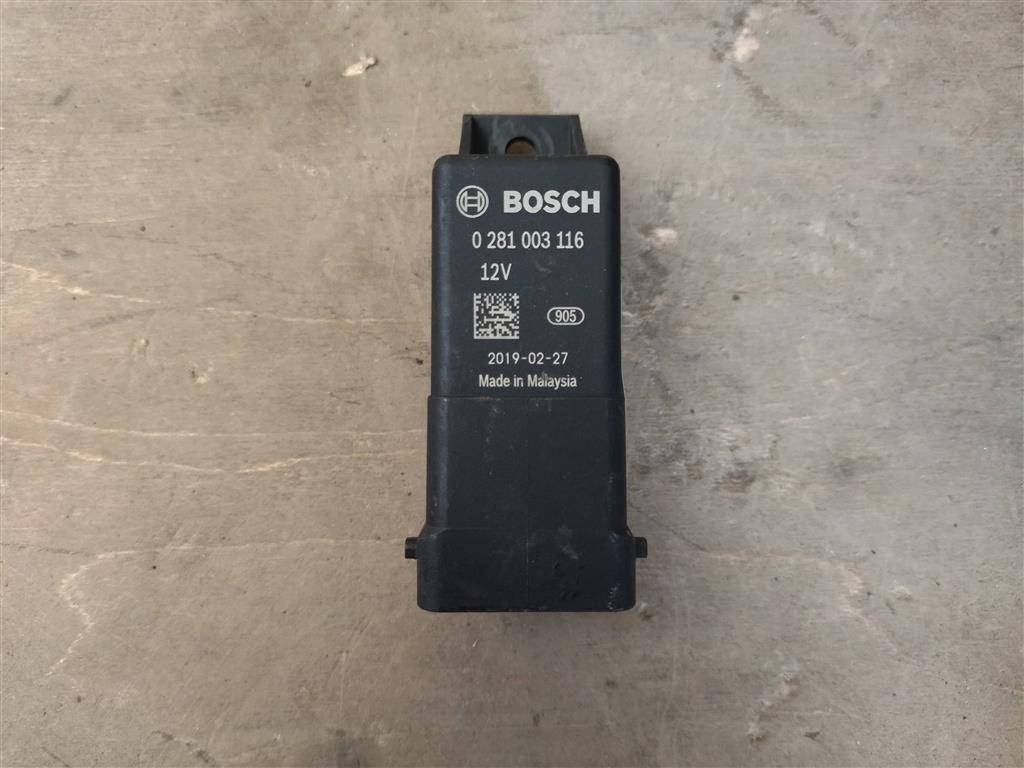 BOSCH
0 281 003 116
12V
905
2019-02-27
Made in Malaysia